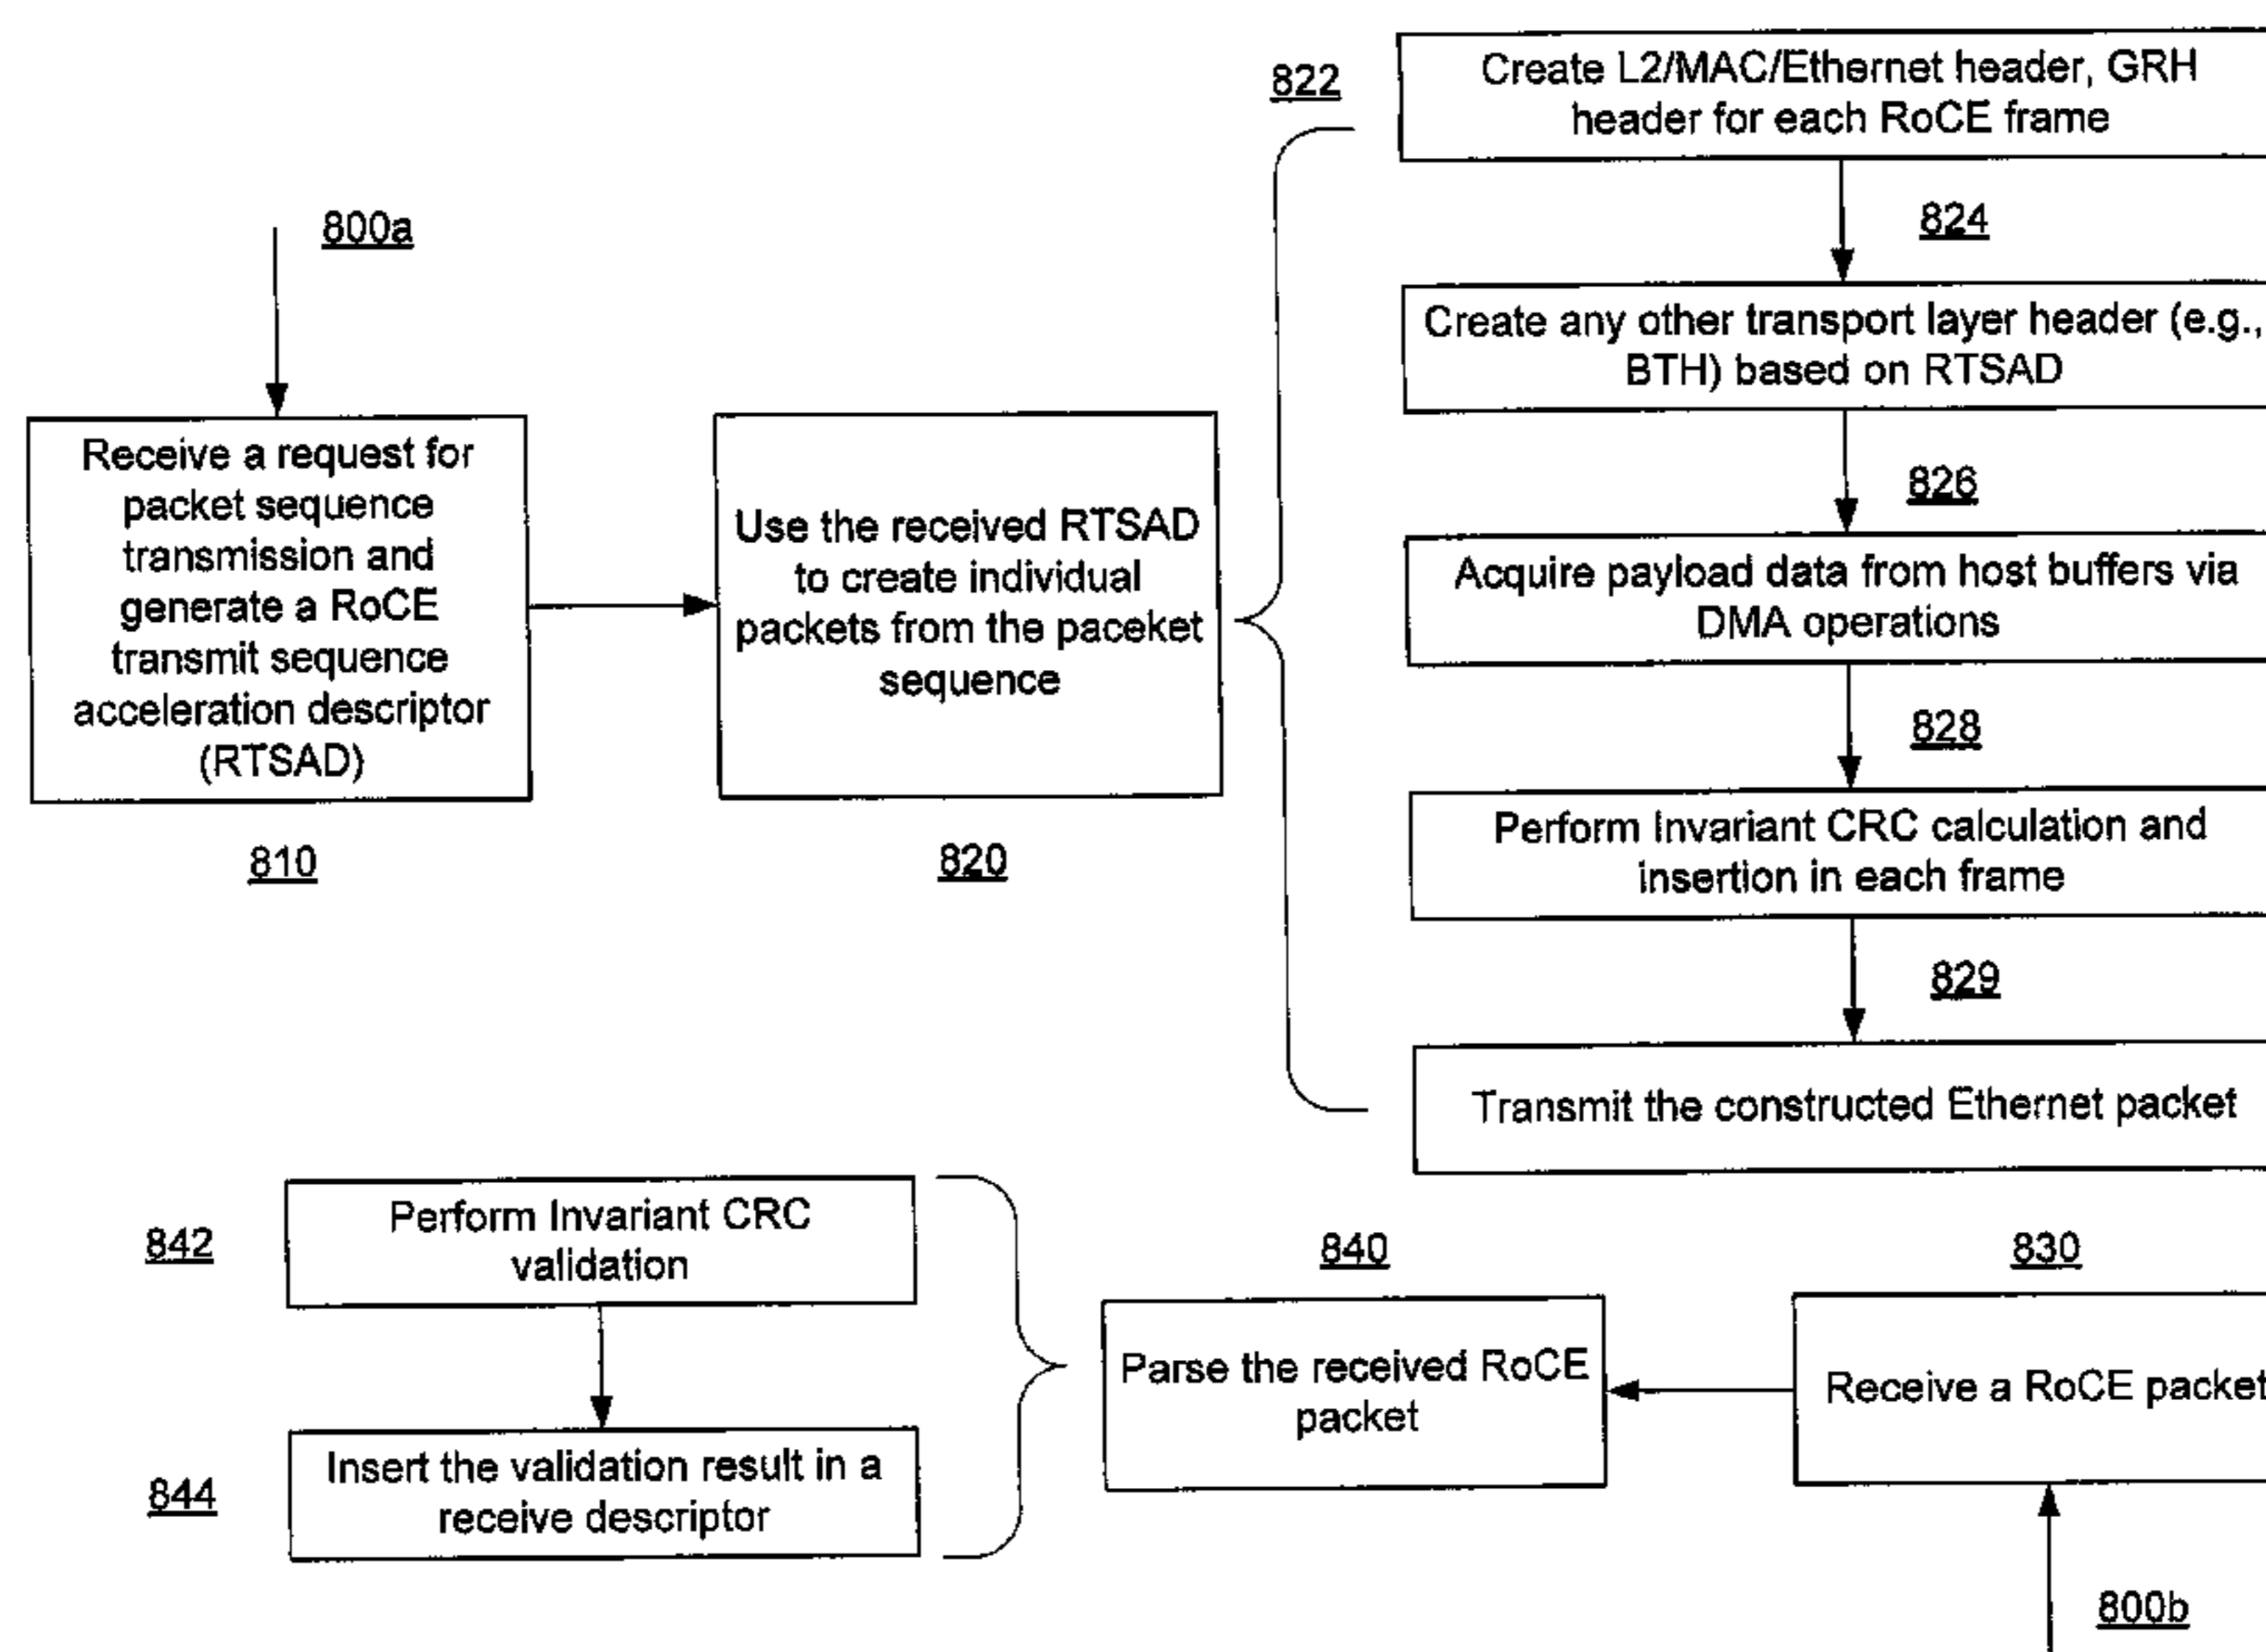 800a
Receive a request for
packet sequence
transmission and
generate a RoCE
transmit sequence
acceleration descriptor
(RTSAD)
810
Use the received RTSAD
to create individual
packets from the paceket
sequence
820
822
Create L2/MAC/Ethernet header, GRH
header for each RoCE frame
824
Create any other transport layer header (e.g.,
BTH) based on RTSAD
826
Acquire payload data from host buffers via
DMA operations
828
Perform Invariant CRC calculation and
insertion in each frame
829
Transmit the constructed Ethernet packet
830
Receive a RoCE packet
800b
840
Parse the received RoCE
packet
842
Perform Invariant CRC
validation
844
Insert the validation result in a
receive descriptor